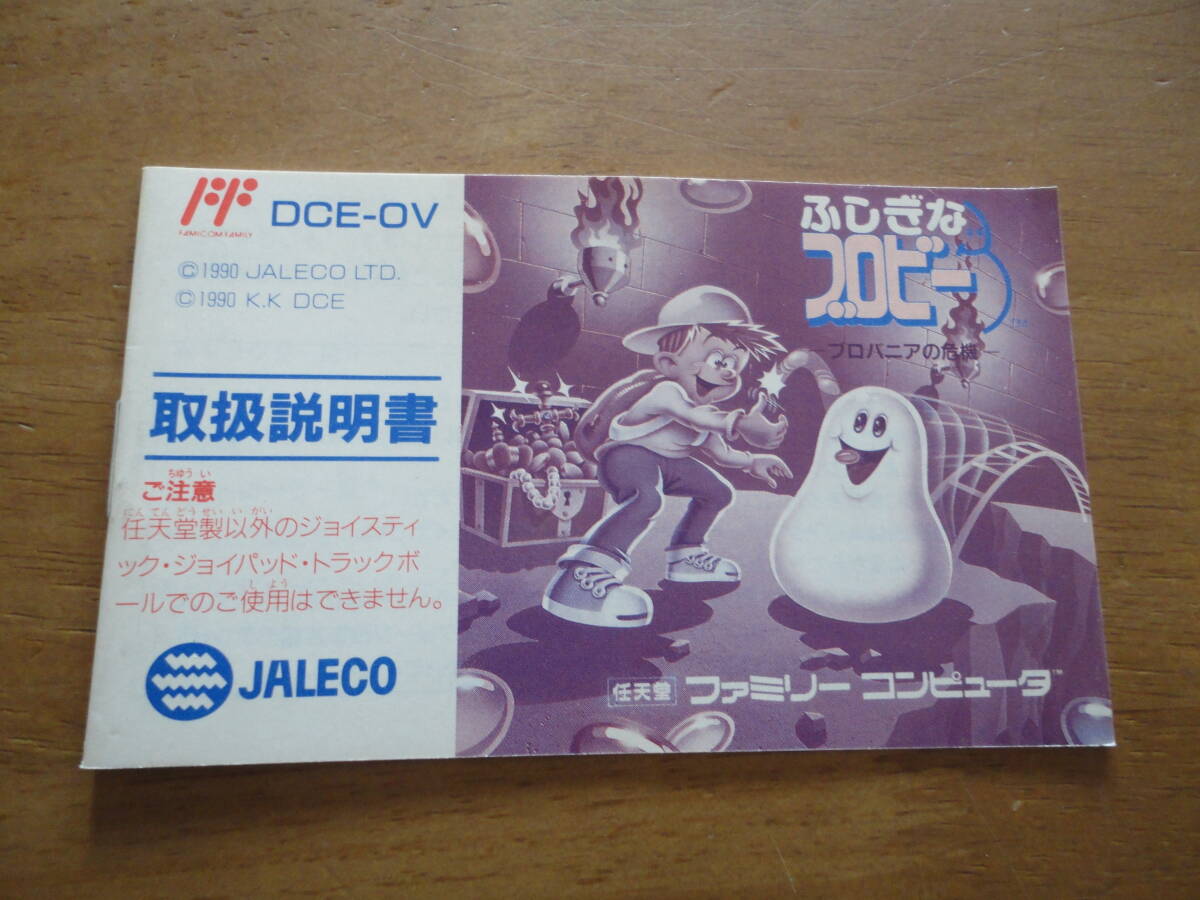 FAMICOM FAMILY
DCE-OV
©1990 JALECO LTD.
©1990 K.K DCE
取扱説明書
ちゅうい
ご注意
にんてんどうせいいがい
任天堂製以外のジョイスティ
ック・ジョイパッド・トラックボ
しよう
ールでのご使用はできません。
JALECO
ふしぎな
ブロビー
ーブロバニアの危機ー
任天堂 ファミリー コンピュータ™